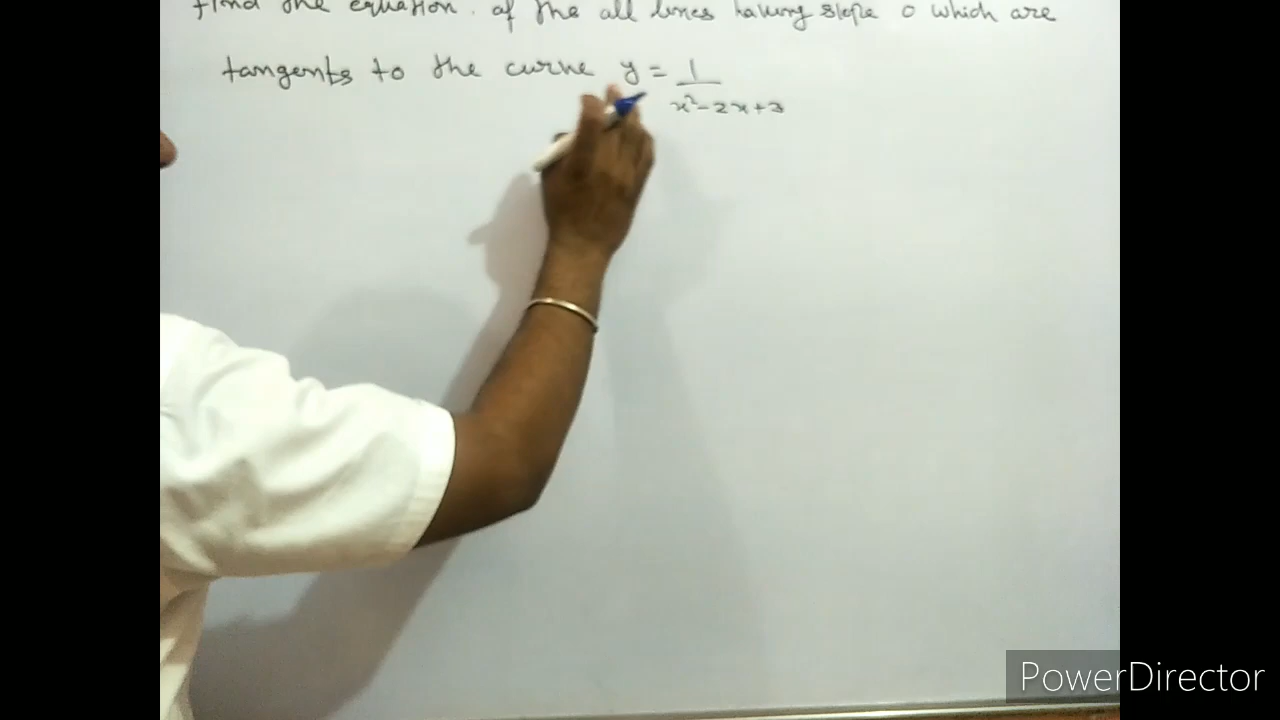 find the equation. of the all lines having slope 0 which are
tangents to the curve y = 1/(x²-2x+3)
PowerDirector